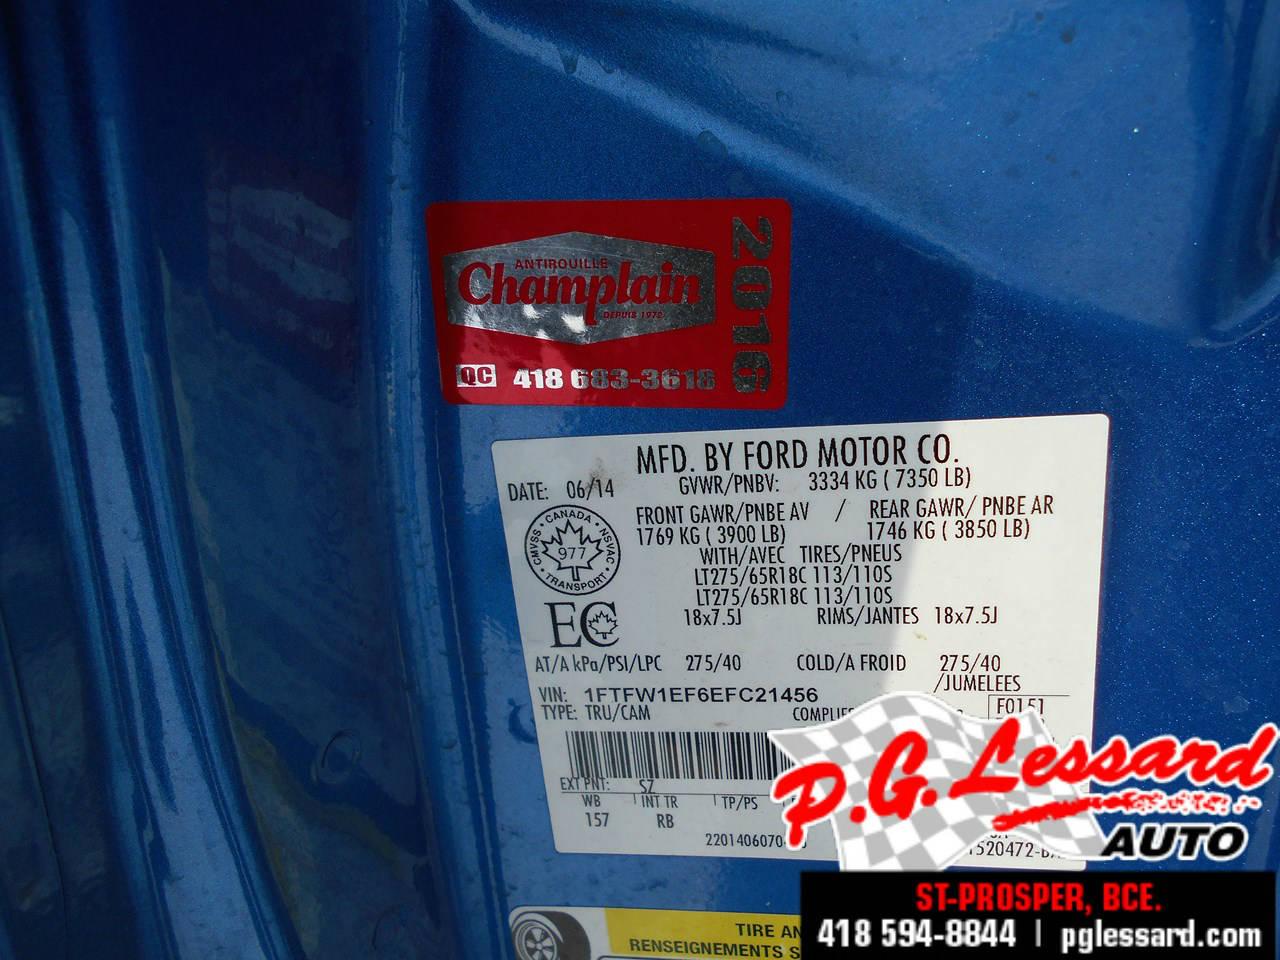 ANTIROUILLE
Champlain
DEPUIS 1972
2016
QC 418 683-3618
MFD. BY FORD MOTOR CO.
DATE: 06/14
GVWR/PNBV: 3334 KG ( 7350 LB)
FRONT GAWR/PNBE AV / REAR GAWR/ PNBE AR
1769 KG ( 3900 LB) 1746 KG ( 3850 LB)
WITH/AVEC TIRES/PNEUS
LT275/65R18C 113/110S
LT275/65R18C 113/110S
18x7.5J RIMS/JANTES 18x7.5J
CANADA
CMVSS NSVAC
977
TRANSPORT
EC
AT/A kPa/PSI/LPC 275/40 COLD/A FROID 275/40
/JUMELEES
VIN: 1FTFW1EF6EFC21456
TYPE: TRU/CAM
F0151
EXT PNT: SZ
WB INT TR TP/PS
157 RB
P.G. Lessard
AUTO
ST-PROSPER, BCE.
418 594-8844 | pglessard.com
TIRE
RENSEIGNEMENTS